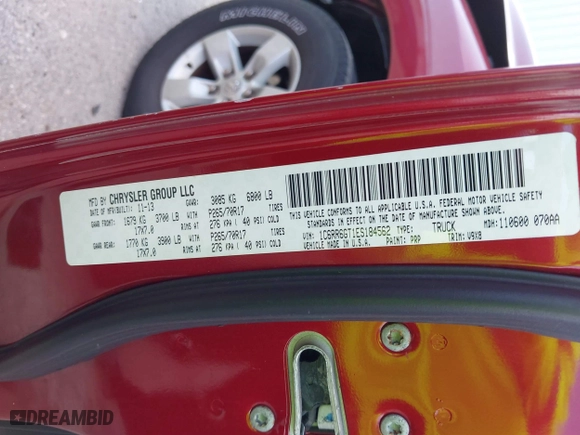 MICHELIN
MFD BY CHRYSLER GROUP LLC
DATE OF MFR(BUILT): 11-13 GVWR: 3085 KG 6800 LB
GAWR FRONT: 1679 KG 3700 LB WITH P265/70R17 TIRES
17X7.0 RIMS AT 276 KPA ( 40 PSI) COLD
GAWR REAR: 1770 KG 3900 LB WITH P265/70R17 TIRES
17X7.0 RIMS AT 276 KPA ( 40 PSI) COLD
THIS VEHICLE CONFORMS TO ALL APPLICABLE U.S.A. FEDERAL MOTOR VEHICLE SAFETY
STANDARDS IN EFFECT ON THE DATE OF MANUFACTURE SHOWN ABOVE.
VIN: 1C6RR6GT1ES184562 TYPE: TRUCK MDH: 110600 070AA
MADE IN U.S.A. PAINT: PRP TRIM: V9X8
DREAMBID